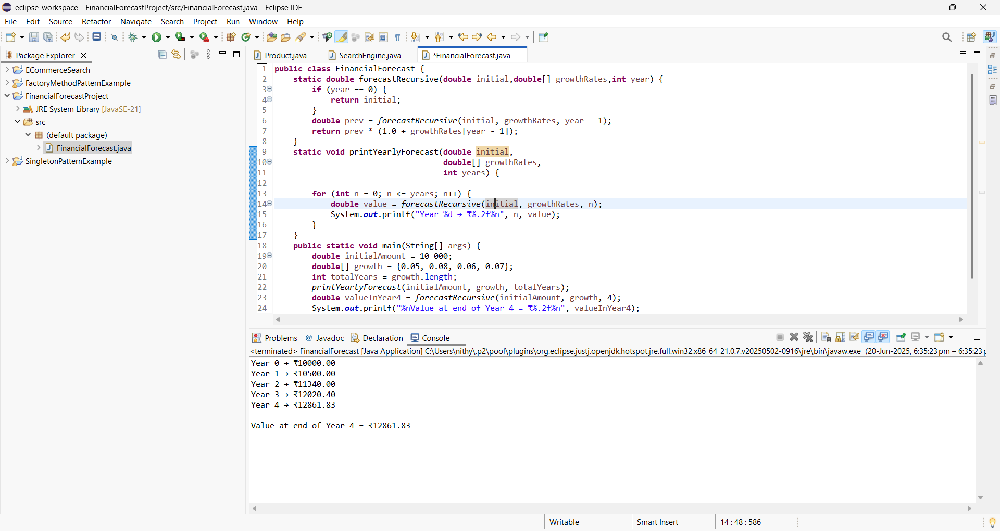 eclipse-workspace - FinancialForecastProject/src/FinancialForecast.java - Eclipse IDE
File Edit Source Refactor Navigate Search Project Run Window Help
Package Explorer
ECommerceSearch
FactoryMethodPatternExample
FinancialForecastProject
JRE System Library [JavaSE-21]
src
(default package)
FinancialForecast.java
SingletonPatternExample
Product.java SearchEngine.java *FinancialForecast.java
1 public class FinancialForecast {
2 static double forecastRecursive(double initial,double[] growthRates,int year) {
3 if (year == 0) {
4 return initial;
5 }
6 double prev = forecastRecursive(initial, growthRates, year - 1);
7 return prev * (1.0 + growthRates[year - 1]);
8 }
9 static void printYearlyForecast(double initial,
10 double[] growthRates,
11 int years) {
12
13 for (int n = 0; n <= years; n++) {
14 double value = forecastRecursive(initial, growthRates, n);
15 System.out.printf("Year %d → ₹%.2f%n", n, value);
16 }
17 }
18 public static void main(String[] args) {
19 double initialAmount = 10_000;
20 double[] growth = {0.05, 0.08, 0.06, 0.07};
21 int totalYears = growth.length;
22 printYearlyForecast(initialAmount, growth, totalYears);
23 double valueInYear4 = forecastRecursive(initialAmount, growth, 4);
24 System.out.printf("%nValue at end of Year 4 = ₹%.2f%n", valueInYear4);
Problems @ Javadoc Declaration Console
<terminated> FinancialForecast [Java Application] C:\Users\nithy\.p2\pool\plugins\org.eclipse.justj.openjdk.hotspot.jre.full.win32.x86_64_21.0.7.v20250502-0916\jre\bin\javaw.exe (20-Jun-2025, 6:35:23 pm – 6:35:23 p
Year 0 → ₹10000.00
Year 1 → ₹10500.00
Year 2 → ₹11340.00
Year 3 → ₹12020.40
Year 4 → ₹12861.83
Value at end of Year 4 = ₹12861.83
Writable Smart Insert 14 : 48 : 586